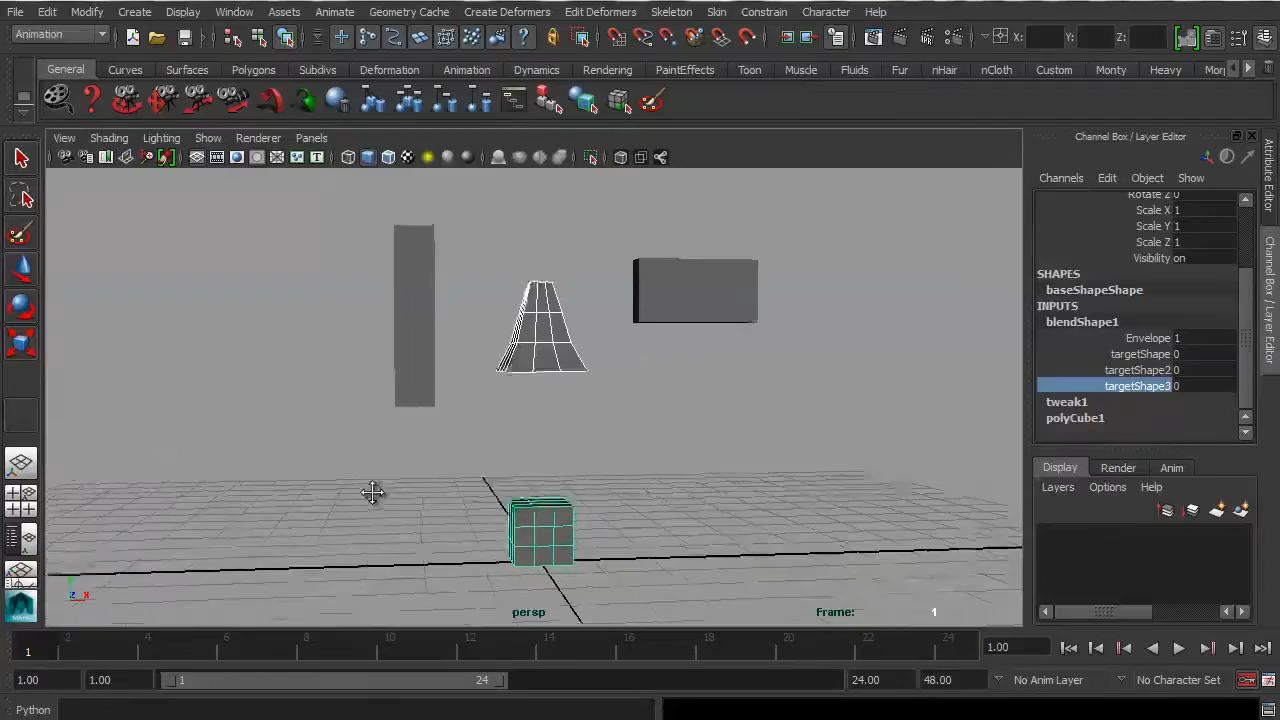 File Edit Modify Create Display Window Assets Animate Geometry Cache Create Deformers Edit Deformers Skeleton Skin Constrain Character Help
Animation X: Y: Z:
General Curves Surfaces Polygons Subdivs Deformation Animation Dynamics Rendering PaintEffects Toon Muscle Fluids Fur nHair nCloth Custom Monty Heavy
View Shading Lighting Show Renderer Panels
Channel Box / Layer Editor
Channels Edit Object Show
Rotate Z 0
Scale X 1
Scale Y 1
Scale Z 1
Visibility on
SHAPES
baseShapeShape
INPUTS
blendShape1
Envelope 1
targetShape 0
targetShape2 0
targetShape3 0
tweak1
polyCube1
Attribute Editor
Channel Box / Layer Editor
Display Render Anim
Layers Options Help
persp
Frame: 1
z x
2 4 6 8 10 12 14 16 18 20 22 24
1
1.00
1.00 1.00 1 24 24.00 48.00 No Anim Layer No Character Set
Python